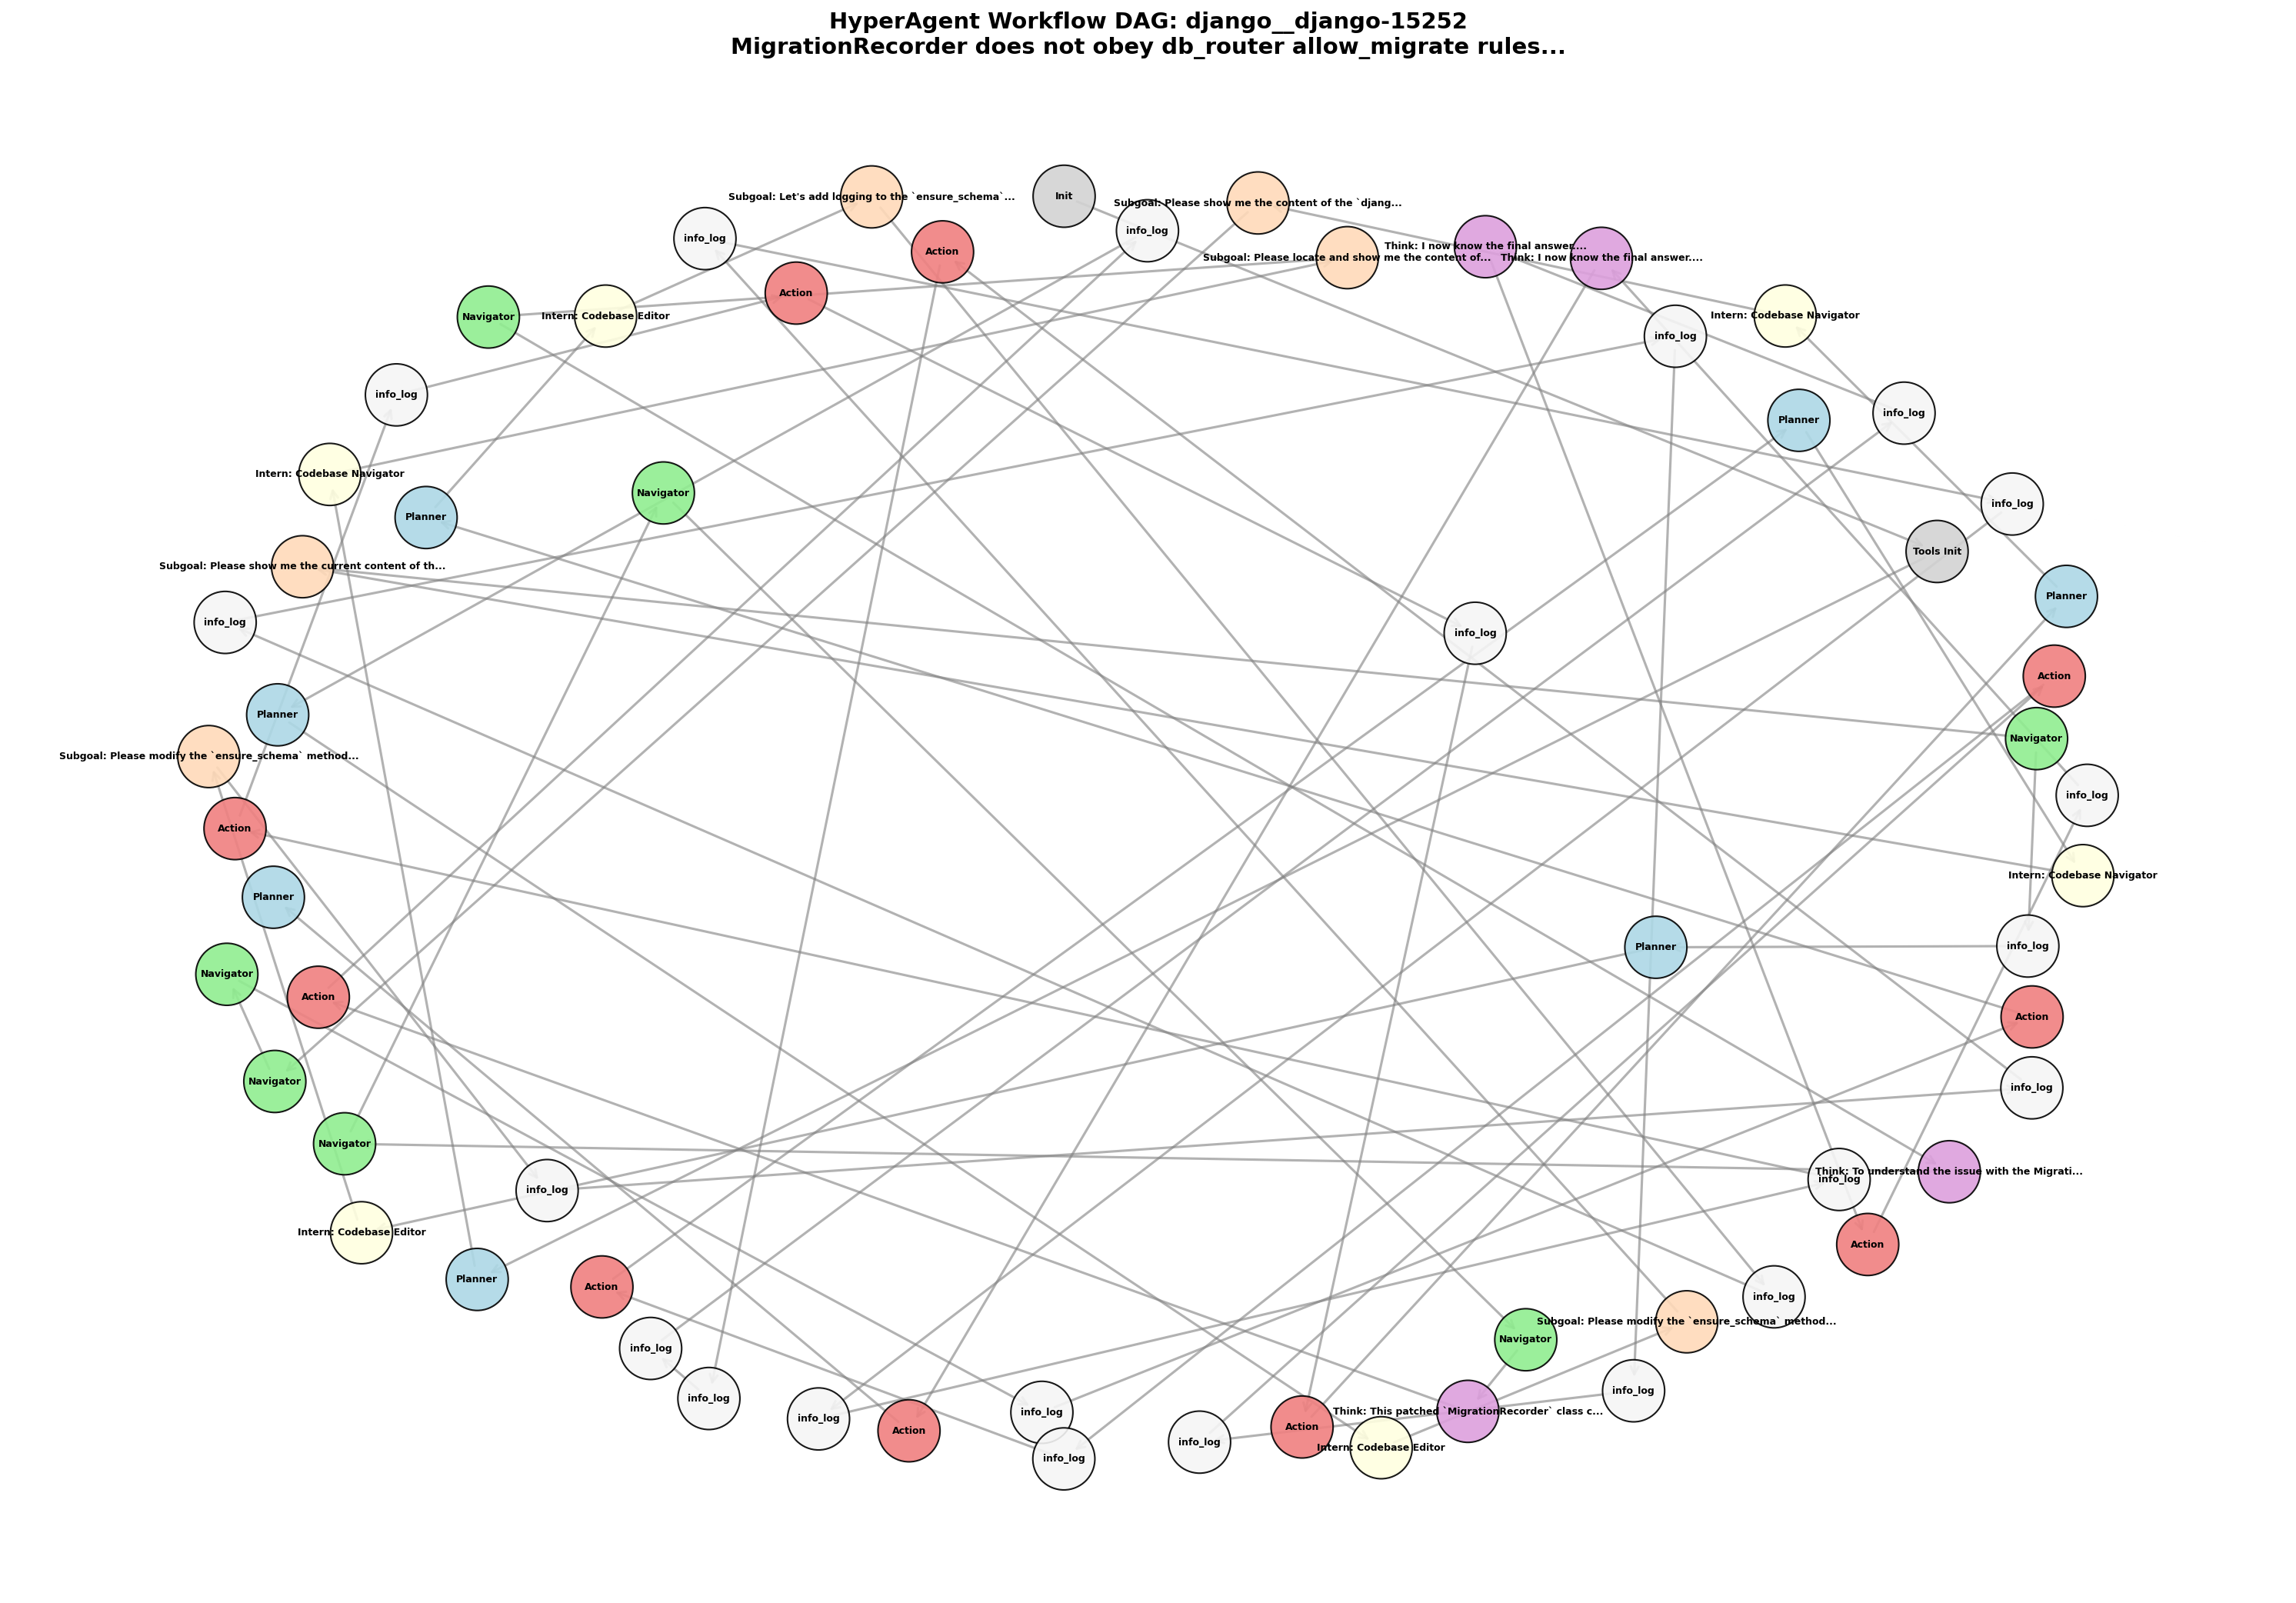 HyperAgent Workflow DAG: django__django-15252
MigrationRecorder does not obey db_router allow_migrate rules...
Subgoal: Let's add logging to the `ensure_schema`...
Init
Subgoal: Please show me the content of the `djang...
info_log
info_log
Action
Think: I now know the final answer....
Subgoal: Please locate and show me the content of...
Think: I now know the final answer....
Action
Navigator
Intern: Codebase Editor
Intern: Codebase Navigator
info_log
info_log
info_log
Planner
Intern: Codebase Navigator
Navigator
info_log
Planner
Tools Init
Subgoal: Please show me the current content of th...
Planner
info_log
info_log
Action
Planner
Navigator
Subgoal: Please modify the `ensure_schema` method...
info_log
Action
Intern: Codebase Navigator
Planner
info_log
Planner
Navigator
Action
Action
Navigator
info_log
Navigator
Think: To understand the issue with the Migrati...
info_log
info_log
Intern: Codebase Editor
Action
Planner
Action
info_log
Subgoal: Please modify the `ensure_schema` method...
Navigator
info_log
info_log
info_log
Think: This patched `MigrationRecorder` class c...
info_log
info_log
Action
Action
info_log
Intern: Codebase Editor
info_log